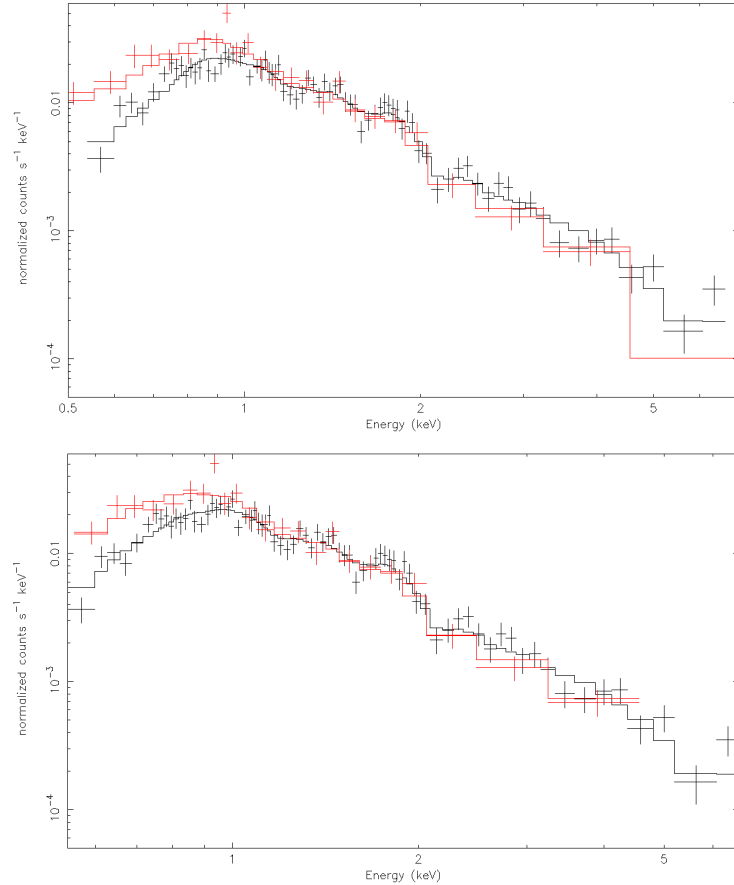 0.01
10⁻³
10⁻⁴
normalized counts s⁻¹ keV⁻¹
0.5 1 2 5
Energy (keV)
0.01
10⁻³
10⁻⁴
normalized counts s⁻¹ keV⁻¹
1 2 5
Energy (keV)